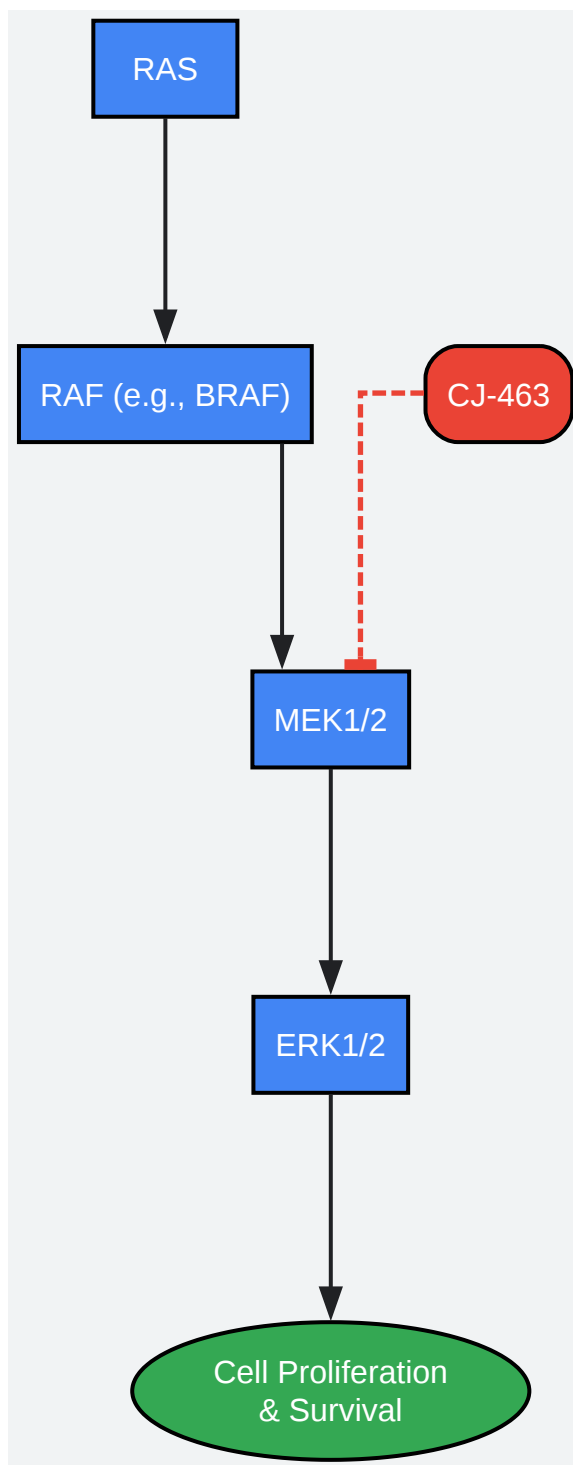 RAS
RAF (e.g., BRAF)
CJ-463
MEK1/2
ERK1/2
Cell Proliferation
& Survival